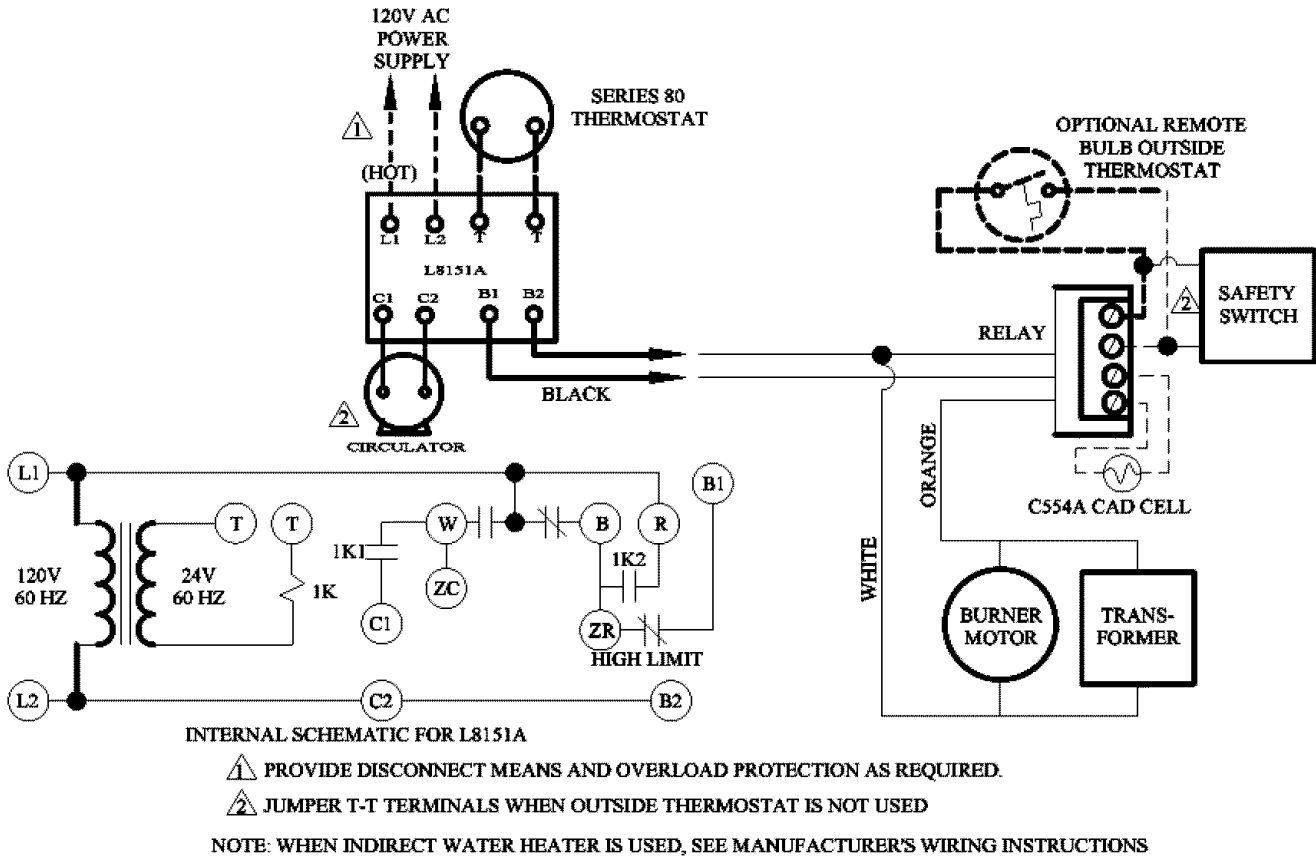 120V AC
POWER
SUPPLY
SERIES 80
THERMOSTAT
1
(HOT)
L1 L2 T T
L8151A
C1 C2 B1 B2
BLACK
2
CIRCULATOR
OPTIONAL REMOTE
BULB OUTSIDE
THERMOSTAT
2
SAFETY
SWITCH
RELAY
C554A CAD CELL
ORANGE
WHITE
BURNER
MOTOR
TRANS-
FORMER
L1
T T
W B R B1
1K1
1K2
120V
60 HZ
24V
60 HZ
1K
ZC
C1
ZR
HIGH LIMIT
L2 C2 B2
INTERNAL SCHEMATIC FOR L8151A
1 PROVIDE DISCONNECT MEANS AND OVERLOAD PROTECTION AS REQUIRED.
2 JUMPER T-T TERMINALS WHEN OUTSIDE THERMOSTAT IS NOT USED
NOTE: WHEN INDIRECT WATER HEATER IS USED, SEE MANUFACTURER'S WIRING INSTRUCTIONS